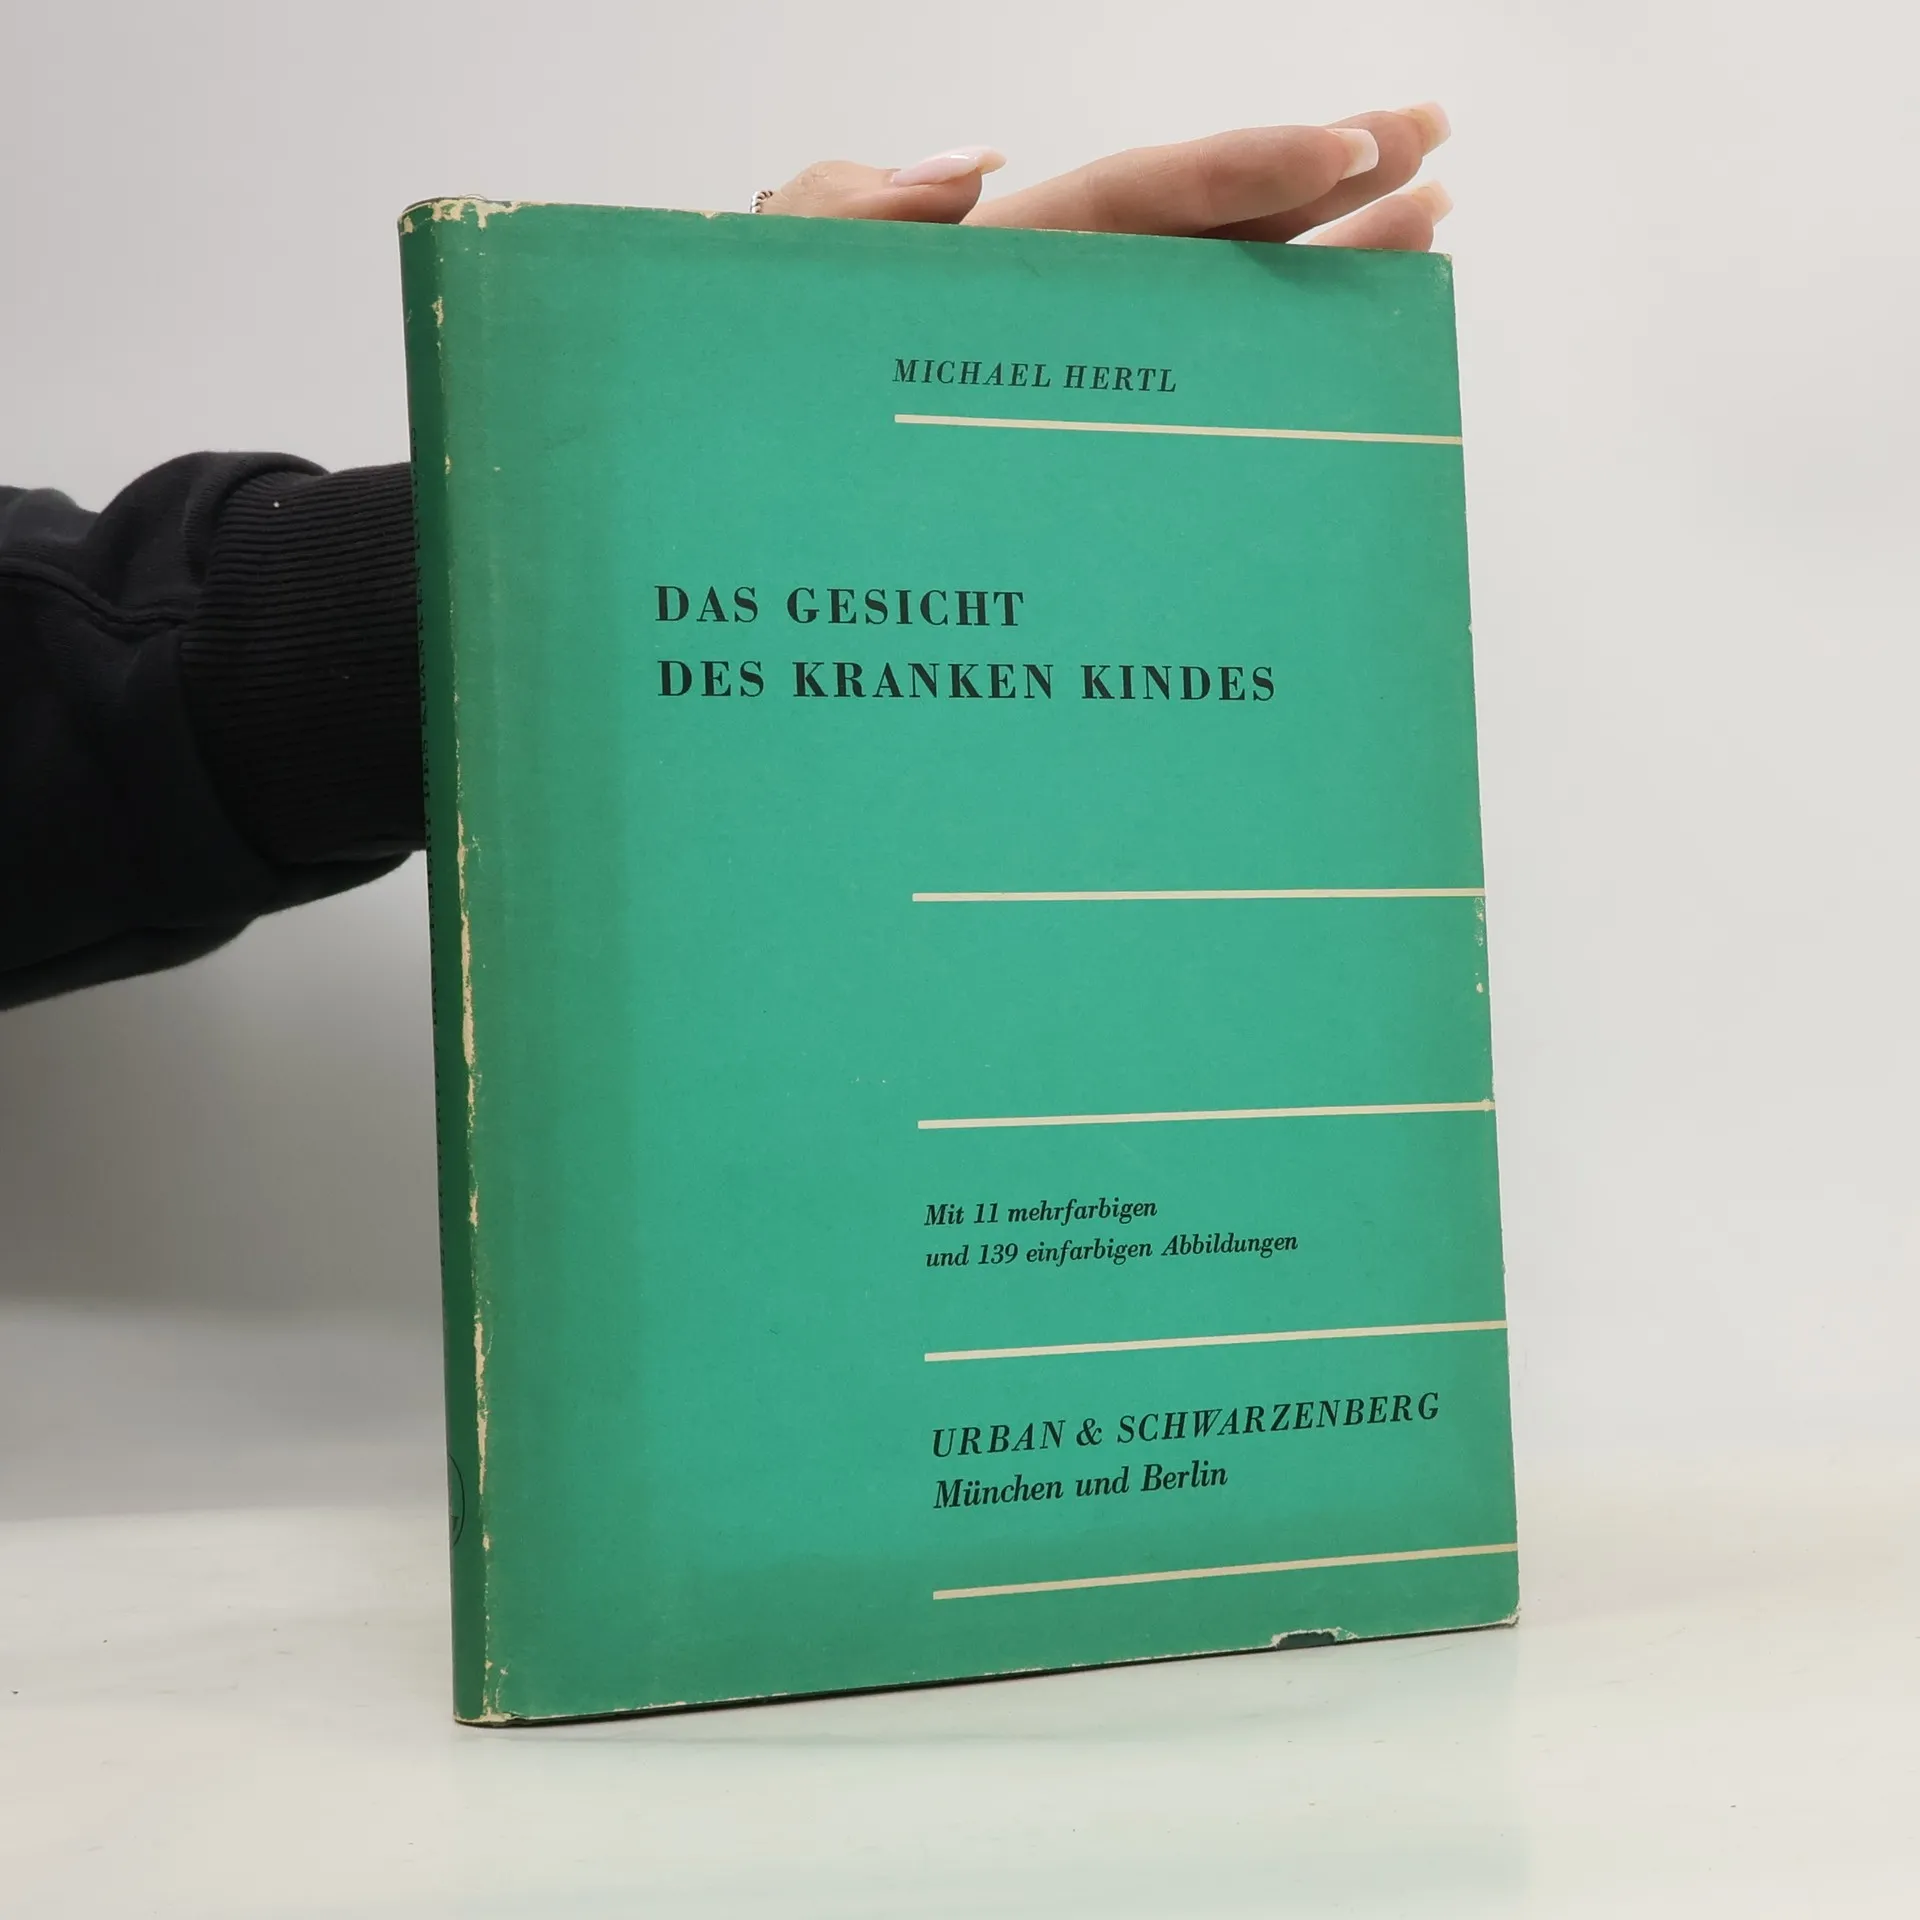 MICHAEL HERTL
DAS GESICHT
DES KRANKEN KINDES
Mit 11 mehrfarbigen
und 139 einfarbigen Abbildungen
URBAN & SCHWARZENBERG
München und Berlin